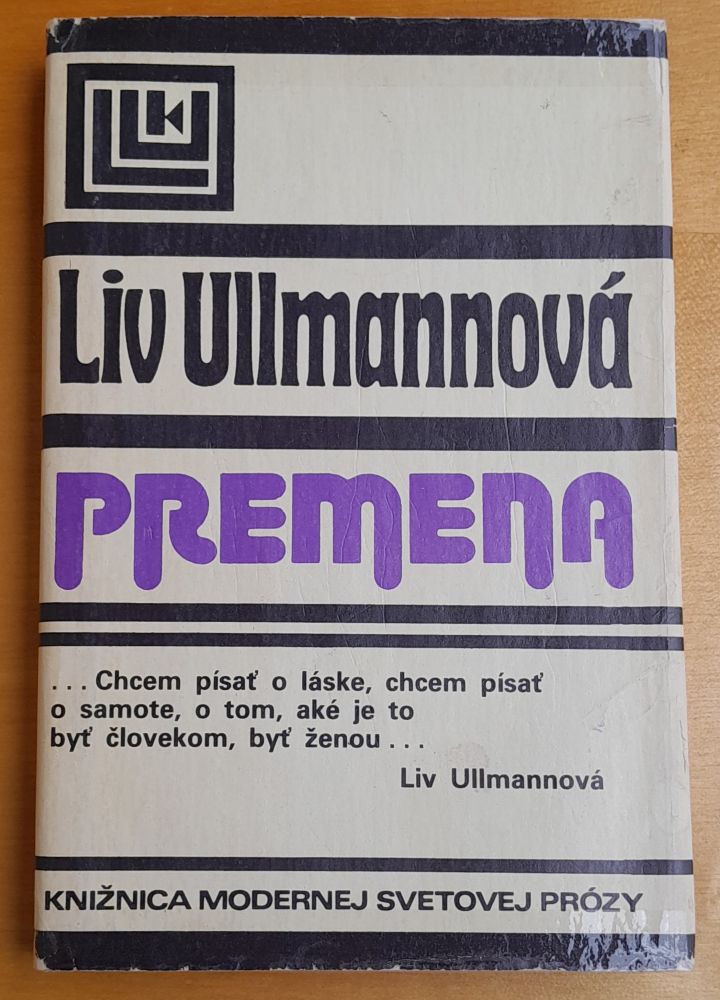 Liv Ullmannová
PREMENA
...Chcem písať o láske, chcem písať
o samote, o tom, aké je to
byť človekom, byť ženou...
Liv Ullmannová
KNIŽNICA MODERNEJ SVETOVEJ PRÓZY